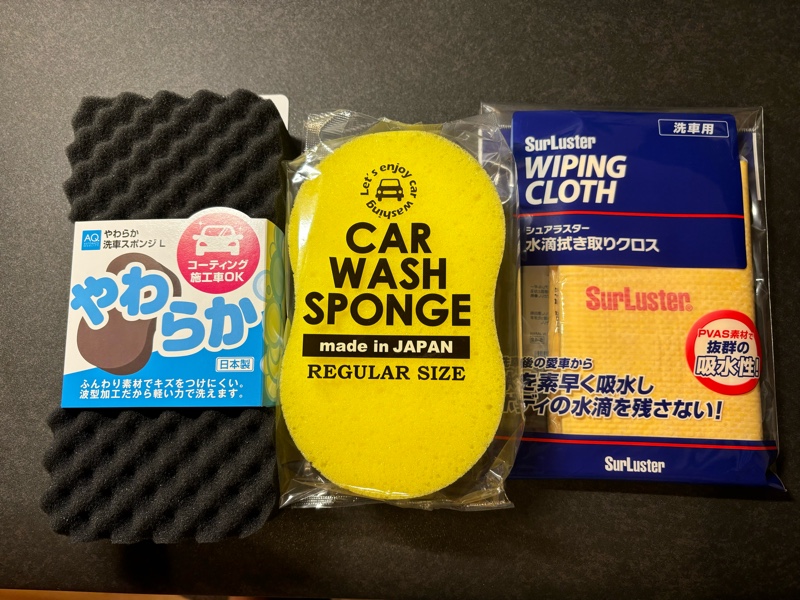 AQ
やわらか
洗車スポンジ L
コーティング
施工車OK
やわらか
日本製
ふんわり素材でキズをつけにくい。
波型加工だから軽い力で洗えます。
Let's enjoy car washing
CAR
WASH
SPONGE
made in JAPAN
REGULAR SIZE
洗車用
SurLuster
WIPING
CLOTH
シュアラスター
水滴拭き取りクロス
SurLuster®
PVAS素材で
抜群の
吸水性!
後の愛車から
を素早く吸水し
ディの水滴を残さない!
SurLuster